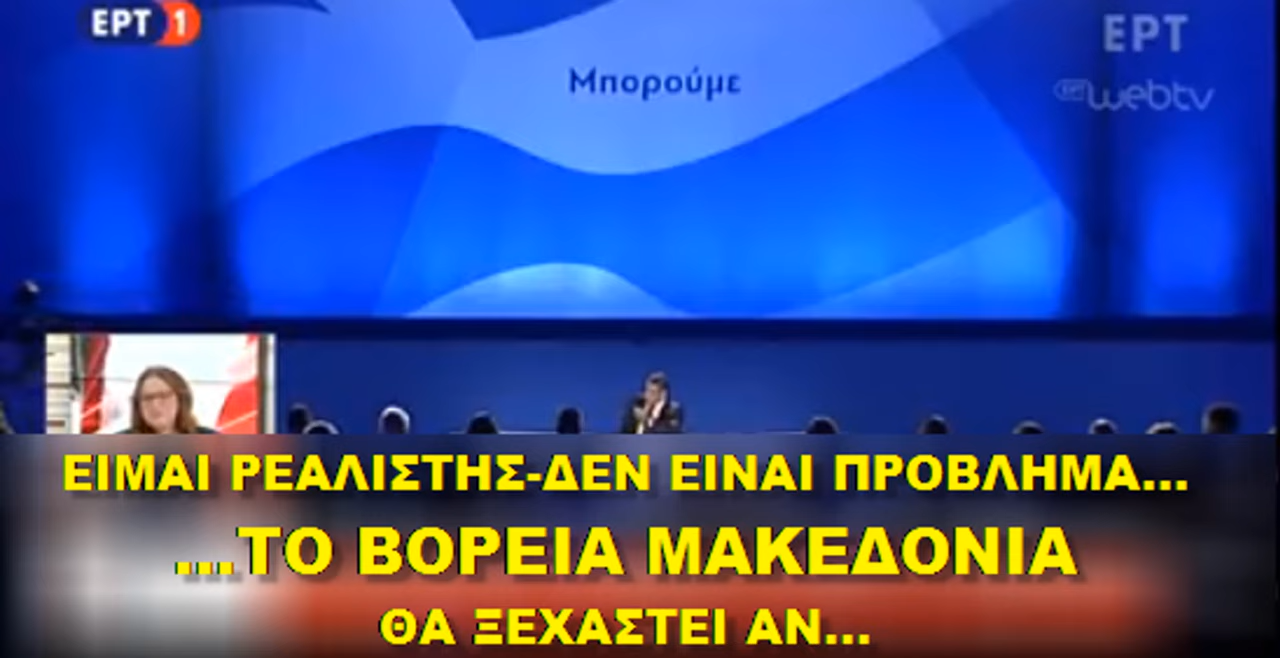 ΕΡΤ 1
ΕΡΤ
webtv
Μπορούμε
ΕΙΜΑΙ ΡΕΑΛΙΣΤΗΣ-ΔΕΝ ΕΙΝΑΙ ΠΡΟΒΛΗΜΑ...
...ΤΟ ΒΟΡΕΙΑ ΜΑΚΕΔΟΝΙΑ
ΘΑ ΞΕΧΑΣΤΕΙ ΑΝ...